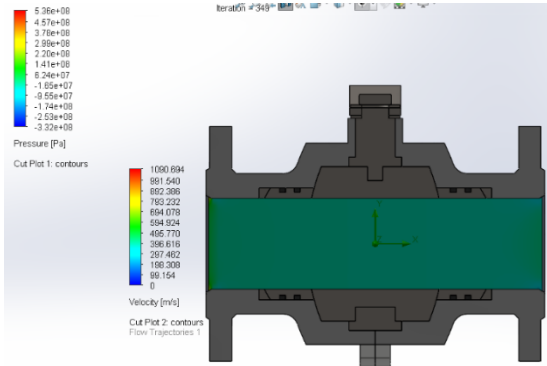 Iteration = 349
5.36e+08
4.57e+08
3.78e+08
2.99e+08
2.20e+08
1.41e+08
6.24e+07
-1.65e+07
-9.55e+07
-1.74e+08
-2.53e+08
-3.32e+08
Pressure [Pa]
Cut Plot 1: contours
1090.694
991.540
892.386
793.232
694.078
594.924
495.770
396.616
297.462
198.308
99.154
0
Velocity [m/s]
Cut Plot 2: contours
Flow Trajectories 1
Y
X